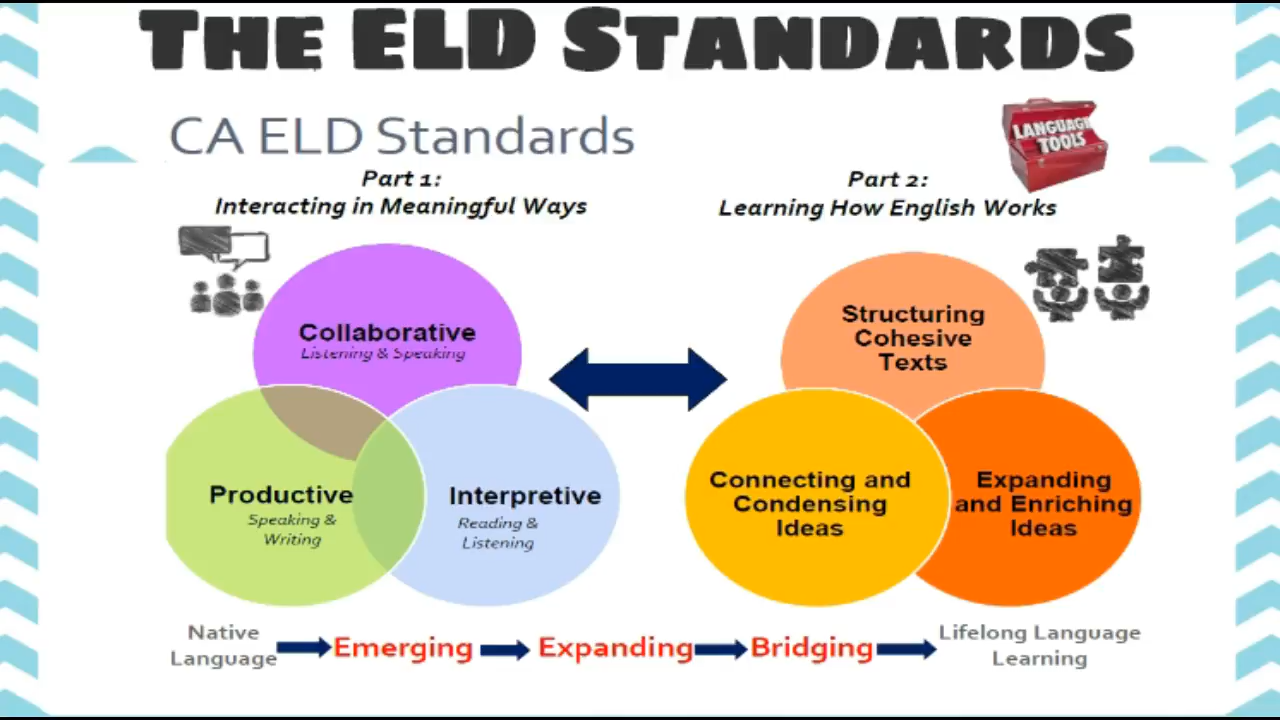 THE ELD STANDARDS
CA ELD Standards
LANGUAGE
TOOLS
Part 1:
Interacting in Meaningful Ways
Part 2:
Learning How English Works
Collaborative
Listening & Speaking
Productive
Speaking &
Writing
Interpretive
Reading &
Listening
Structuring
Cohesive
Texts
Connecting and
Condensing
Ideas
Expanding
and Enriching
Ideas
Native
Language
Emerging
Expanding
Bridging
Lifelong Language
Learning